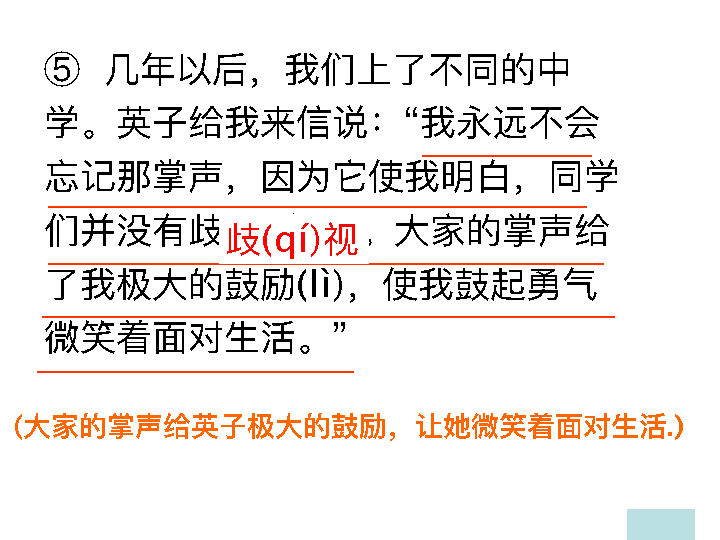 ⑤ 几年以后，我们上了不同的中
学。英子给我来信说：“我永远不会
忘记那掌声，因为它使我明白，同学
们并没有歧歧(qí)视，大家的掌声给
了我极大的鼓励(lì)，使我鼓起勇气
微笑着面对生活。”
(大家的掌声给英子极大的鼓励，让她微笑着面对生活.)